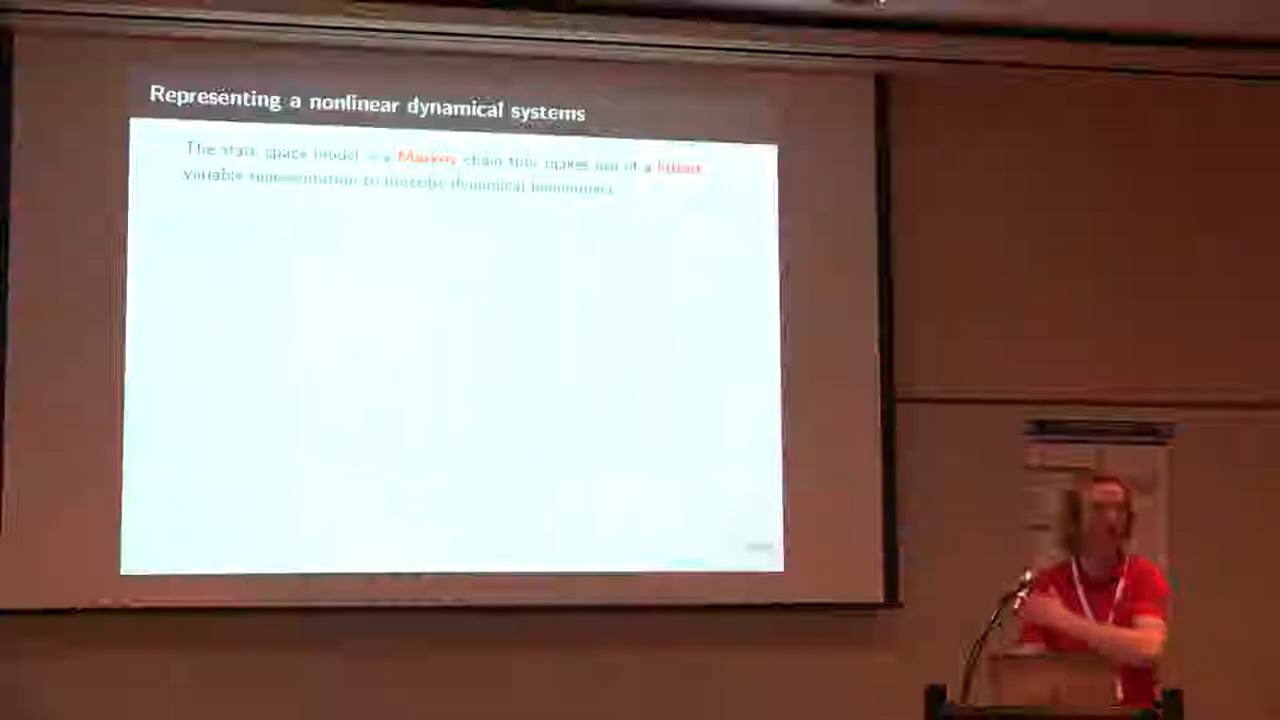 Representing a nonlinear dynamical systems
The state space model is a Markov chain that makes use of a latent
variable representation to describe dynamical